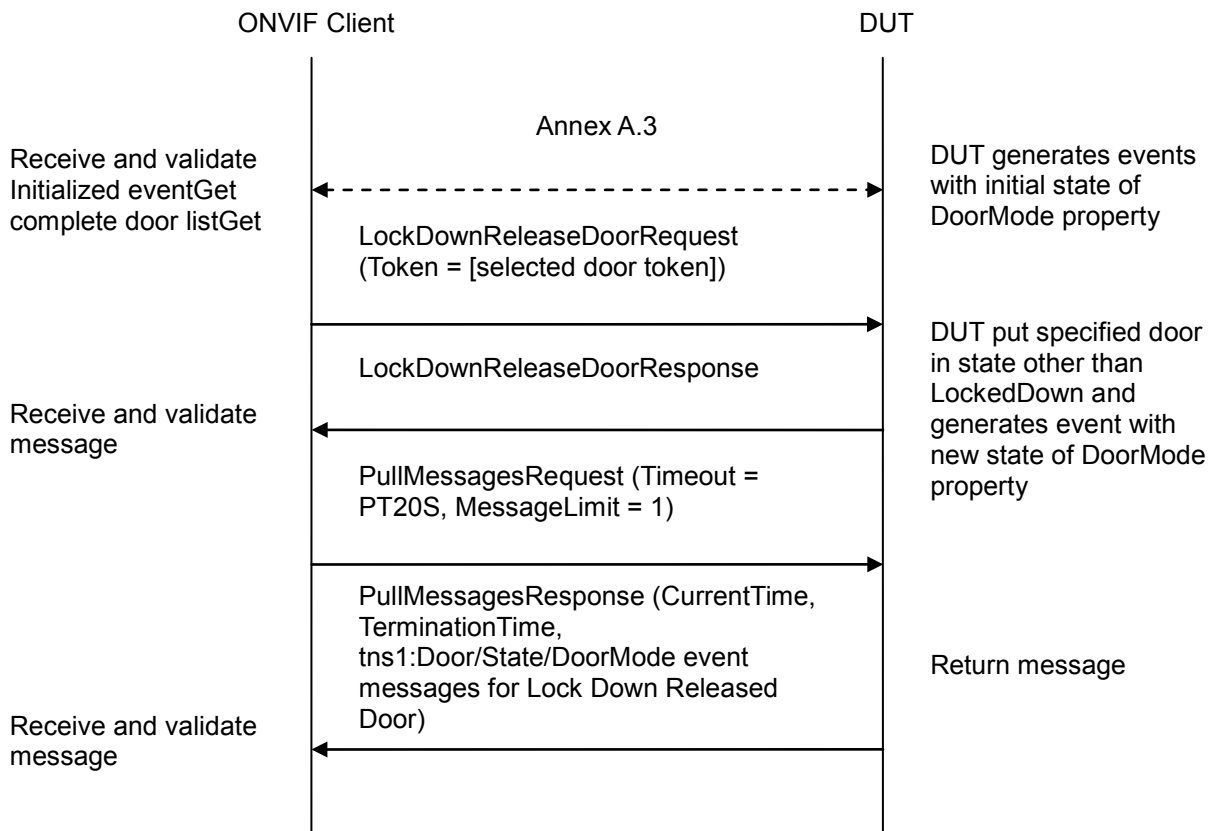 ONVIF Client
DUT
Annex A.3
Receive and validate
Initialized eventGet
complete door listGet
DUT generates events
with initial state of
DoorMode property
LockDownReleaseDoorRequest
(Token = [selected door token])
LockDownReleaseDoorResponse
DUT put specified door
in state other than
LockedDown and
generates event with
new state of DoorMode
property
Receive and validate
message
PullMessagesRequest (Timeout =
PT20S, MessageLimit = 1)
PullMessagesResponse (CurrentTime,
TerminationTime,
tns1:Door/State/DoorMode event
messages for Lock Down Released
Door)
Return message
Receive and validate
message